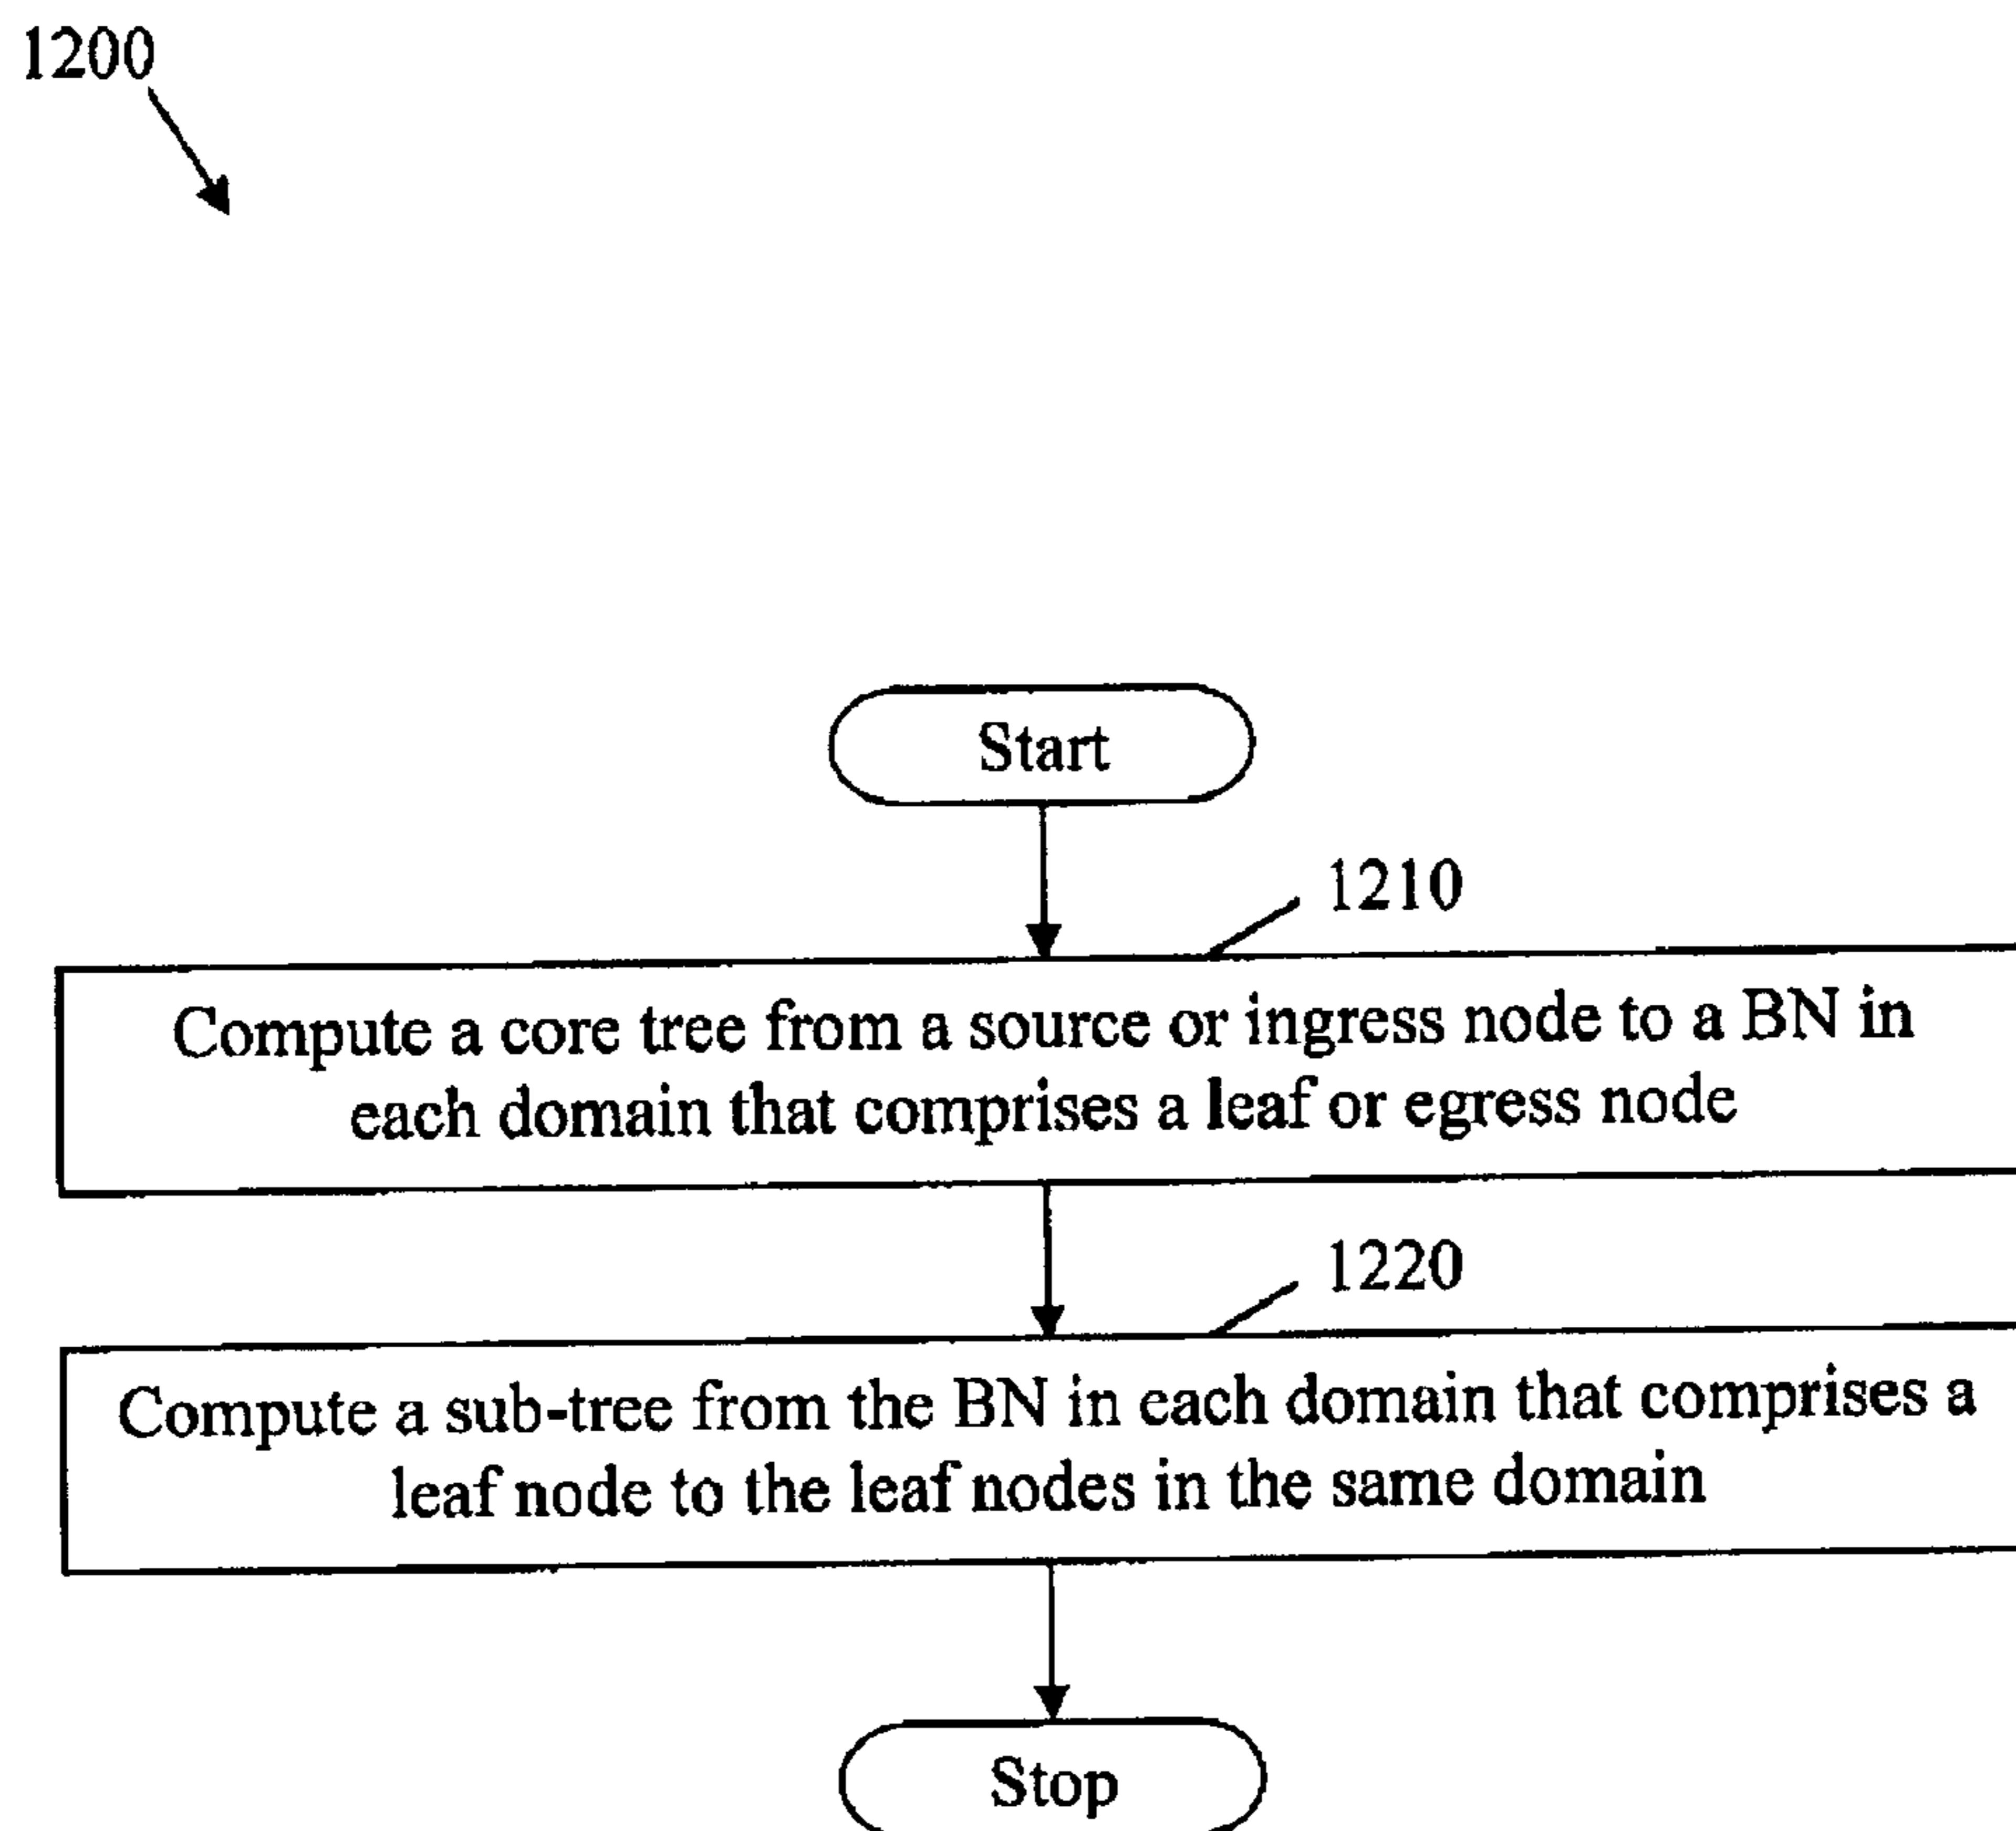 1200
Start
1210
Compute a core tree from a source or ingress node to a BN in
each domain that comprises a leaf or egress node
1220
Compute a sub-tree from the BN in each domain that comprises a
leaf node to the leaf nodes in the same domain
Stop